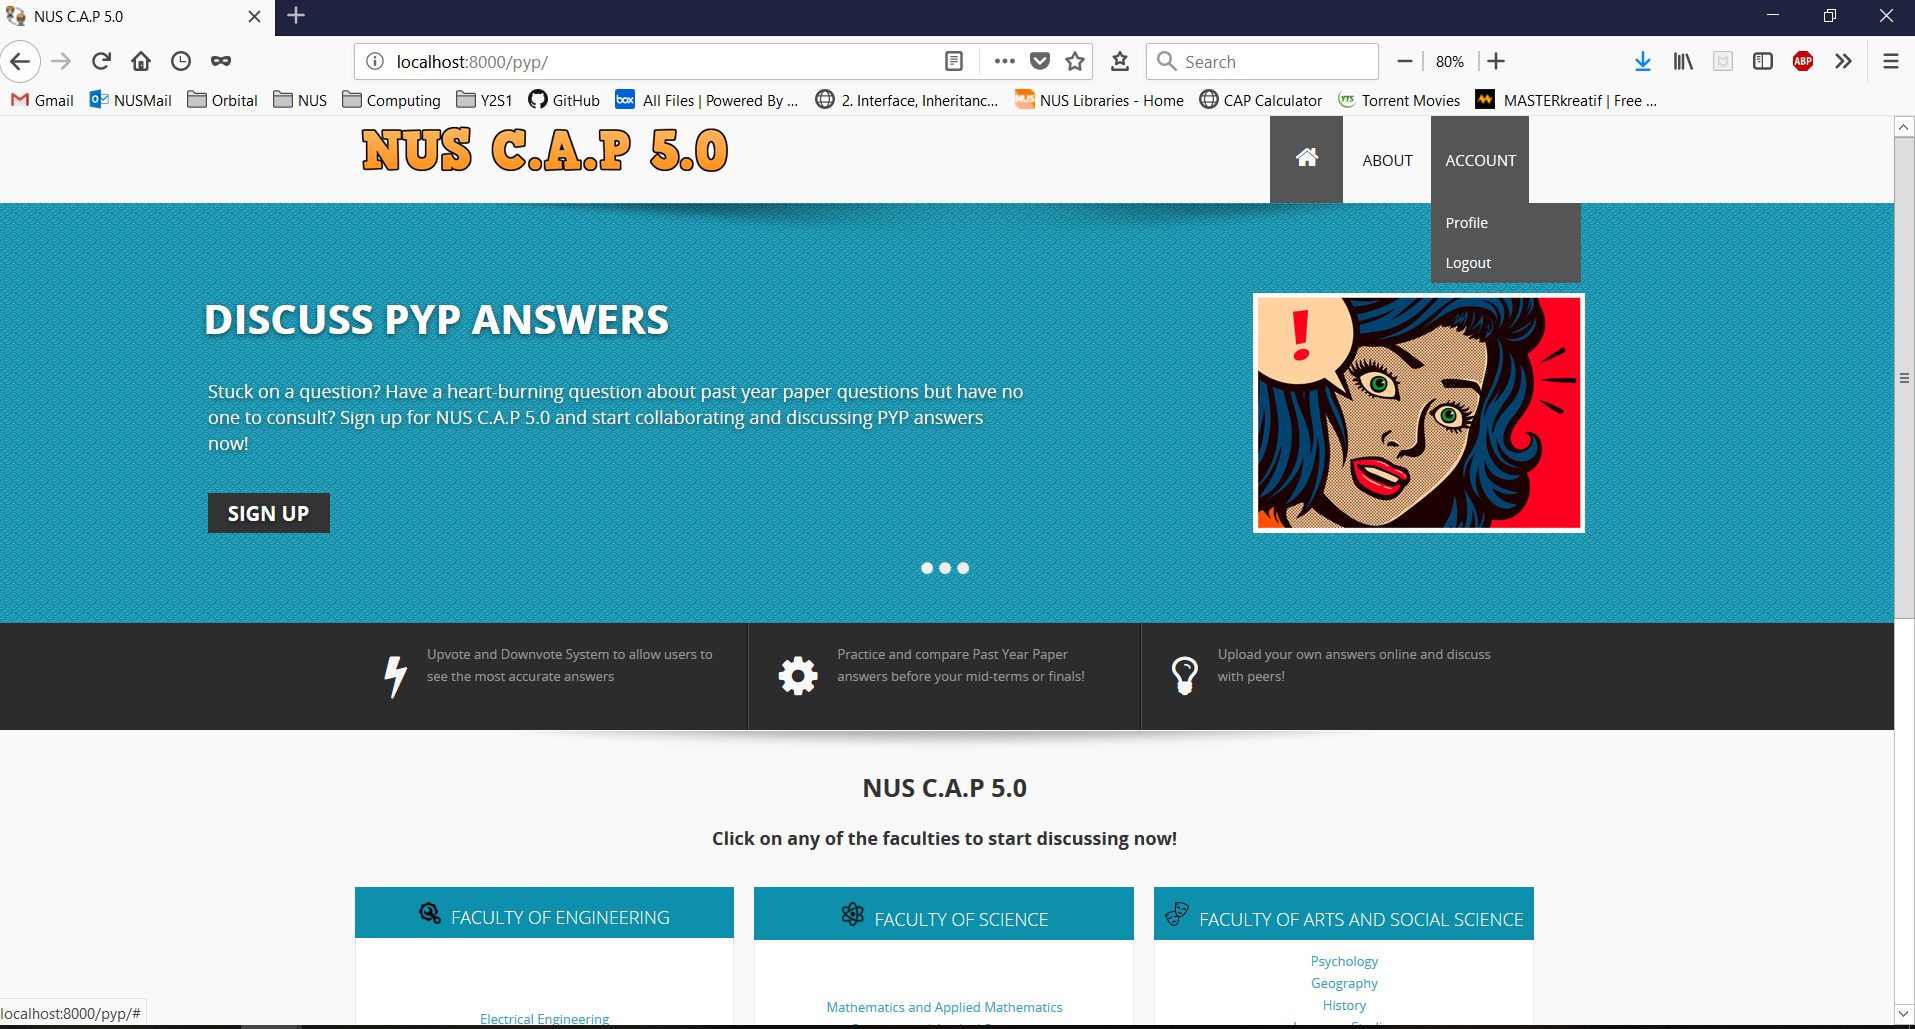 NUS C.A.P 5.0
localhost:8000/pyp/
Search
80%
ABP
Gmail
NUSMail
Orbital
NUS
Computing
Y2S1
GitHub
box
All Files | Powered By ...
2. Interface, Inheritanc...
NUS
NUS Libraries - Home
CAP Calculator
YTS
Torrent Movies
MASTERkreatif | Free ...
NUS C.A.P 5.0
ABOUT
ACCOUNT
Profile
Logout
DISCUSS PYP ANSWERS
Stuck on a question? Have a heart-burning question about past year paper questions but have no
one to consult? Sign up for NUS C.A.P 5.0 and start collaborating and discussing PYP answers
now!
SIGN UP
!
Upvote and Downvote System to allow users to
see the most accurate answers
Practice and compare Past Year Paper
answers before your mid-terms or finals!
Upload your own answers online and discuss
with peers!
NUS C.A.P 5.0
Click on any of the faculties to start discussing now!
FACULTY OF ENGINEERING
Electrical Engineering
FACULTY OF SCIENCE
Mathematics and Applied Mathematics
FACULTY OF ARTS AND SOCIAL SCIENCE
Psychology
Geography
History
localhost:8000/pyp/#